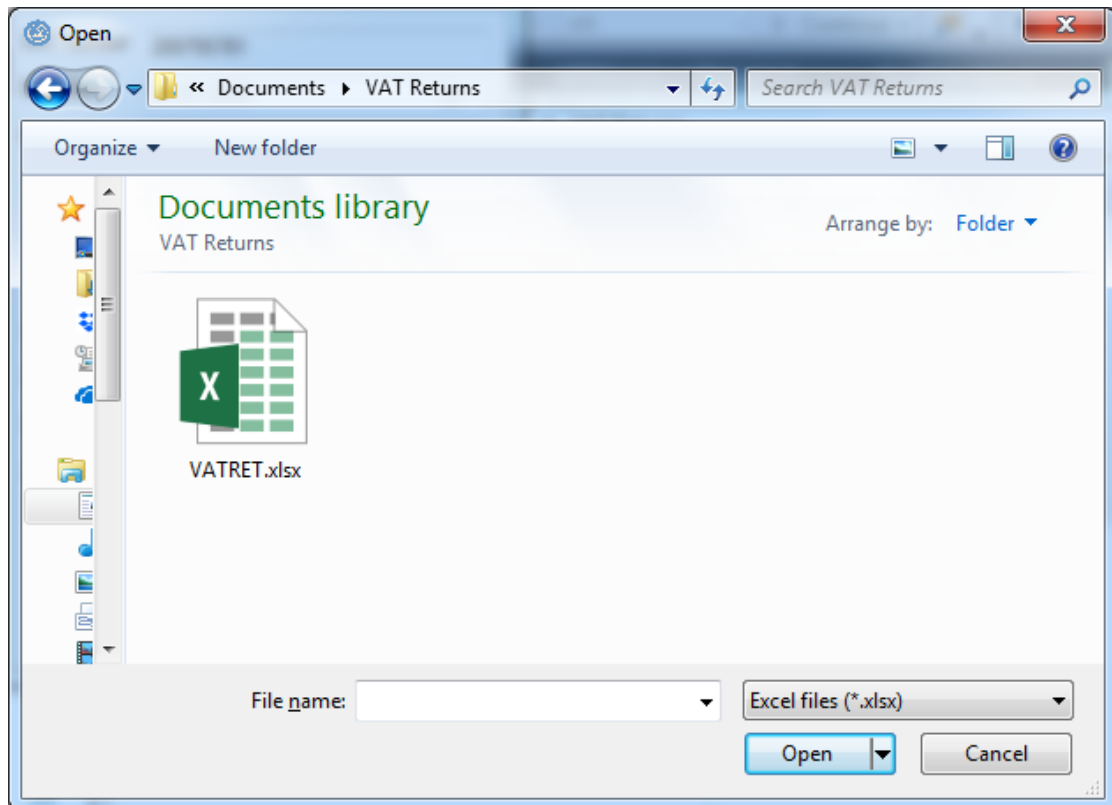 Open
« Documents ▸ VAT Returns
Search VAT Returns
Organize
New folder
Documents library
VAT Returns
Arrange by: Folder
X
VATRET.xlsx
File name:
Excel files (*.xlsx)
Open
Cancel